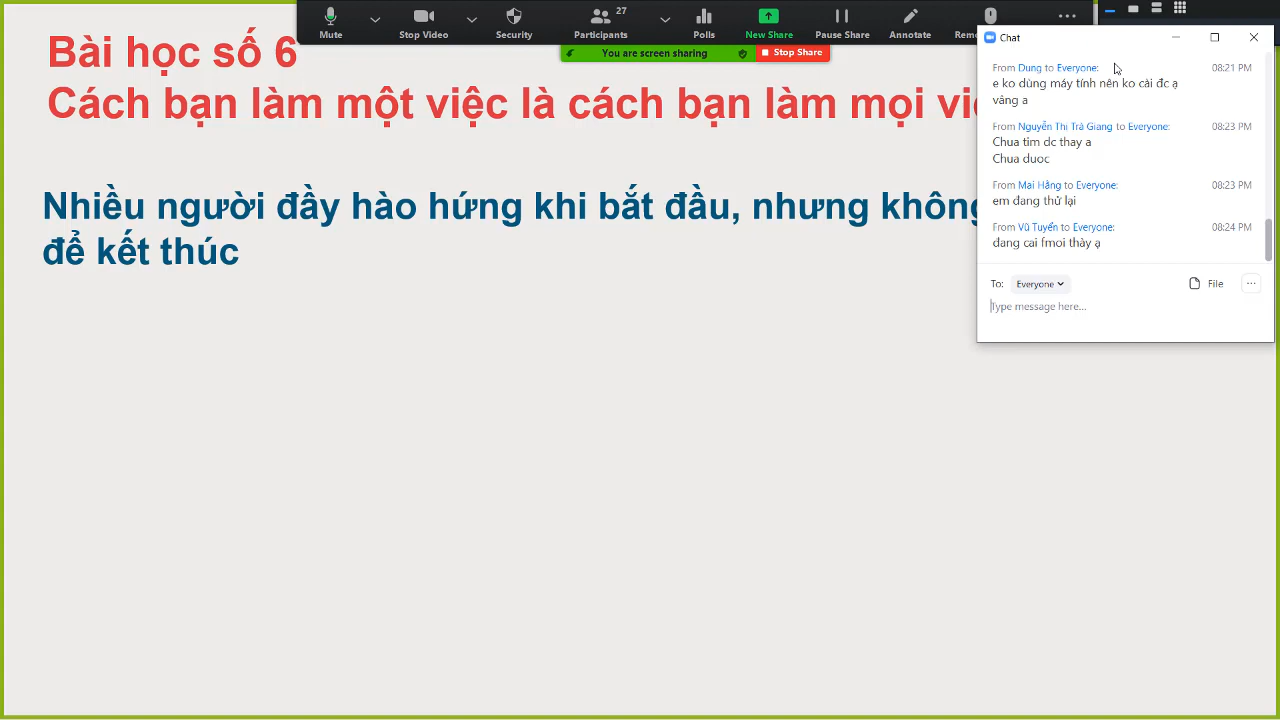 Bài học số 6
Cách bạn làm một việc là cách bạn làm mọi
Nhiều người đầy hào hứng khi bắt đầu, nhưng không
để kết thúc
Mute
Stop Video
Security
27
Participants
Polls
New Share
Pause Share
Annotate
You are screen sharing
Stop Share
Chat
From Dung to Everyone: 08:21 PM
e ko dùng máy tính nên ko cài đc ạ
vâng a
From Nguyễn Thị Trà Giang to Everyone: 08:23 PM
Chua tim dc thay a
Chua duoc
From Mai Hằng to Everyone: 08:23 PM
em đang thử lại
From Vũ Tuyển to Everyone: 08:24 PM
đang cai fmoi thày ạ
To: Everyone
File
Type message here...